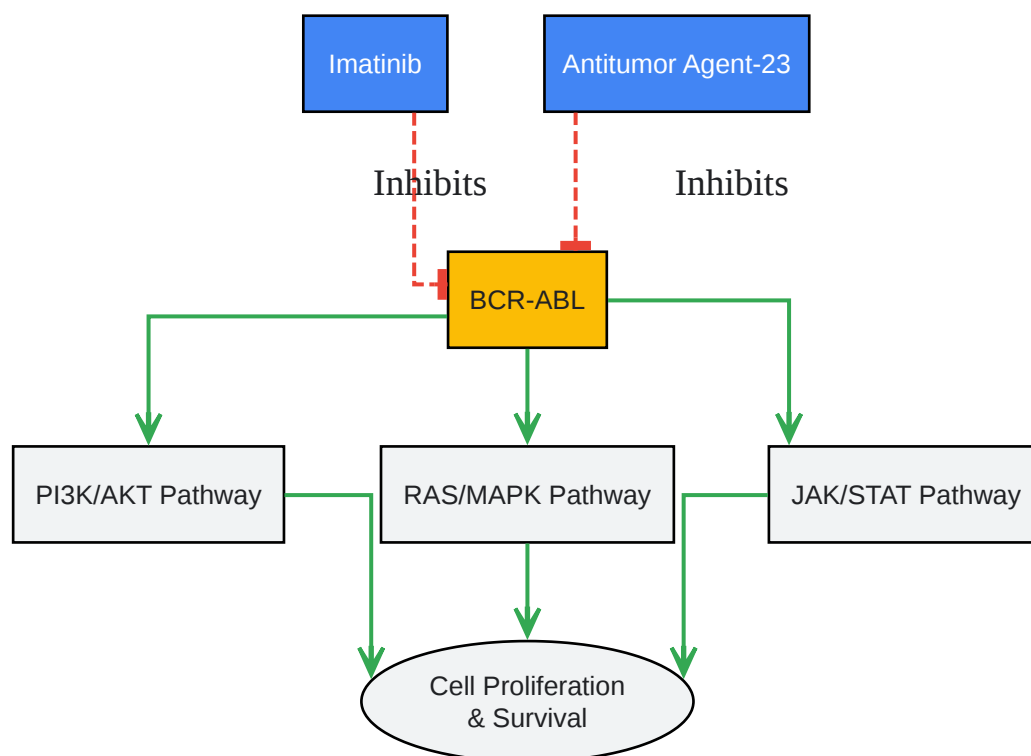 Imatinib
Antitumor Agent-23
Inhibits
Inhibits
BCR-ABL
PI3K/AKT Pathway
RAS/MAPK Pathway
JAK/STAT Pathway
Cell Proliferation
& Survival